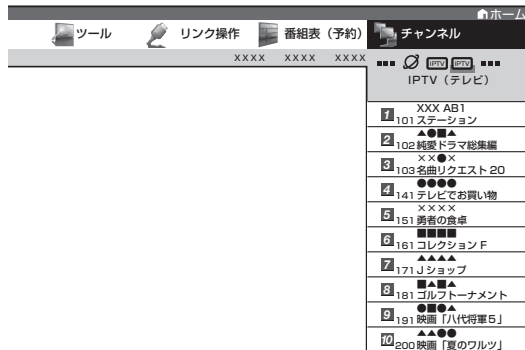 ホーム
ツール リンク操作 番組表（予約） チャンネル
XXXX XXXX XXXX
IPTV IPTV
IPTV（テレビ）
1 XXX AB1
101 ステーション
2 ▲●■▲
102 純愛ドラマ総集編
3 ××●×
103 名曲リクエスト20
4 ●●●●
141 テレビでお買い物
5 ××××
151 勇者の食卓
6 ■■■■
161 コレクションF
7 ▲▲▲▲
171 Jショップ
8 ■▲■▲
181 ゴルフトーナメント
9 ●■●▲
191 映画「八代将軍5」
10 ▲▲●●
200 映画「夏のワルツ」